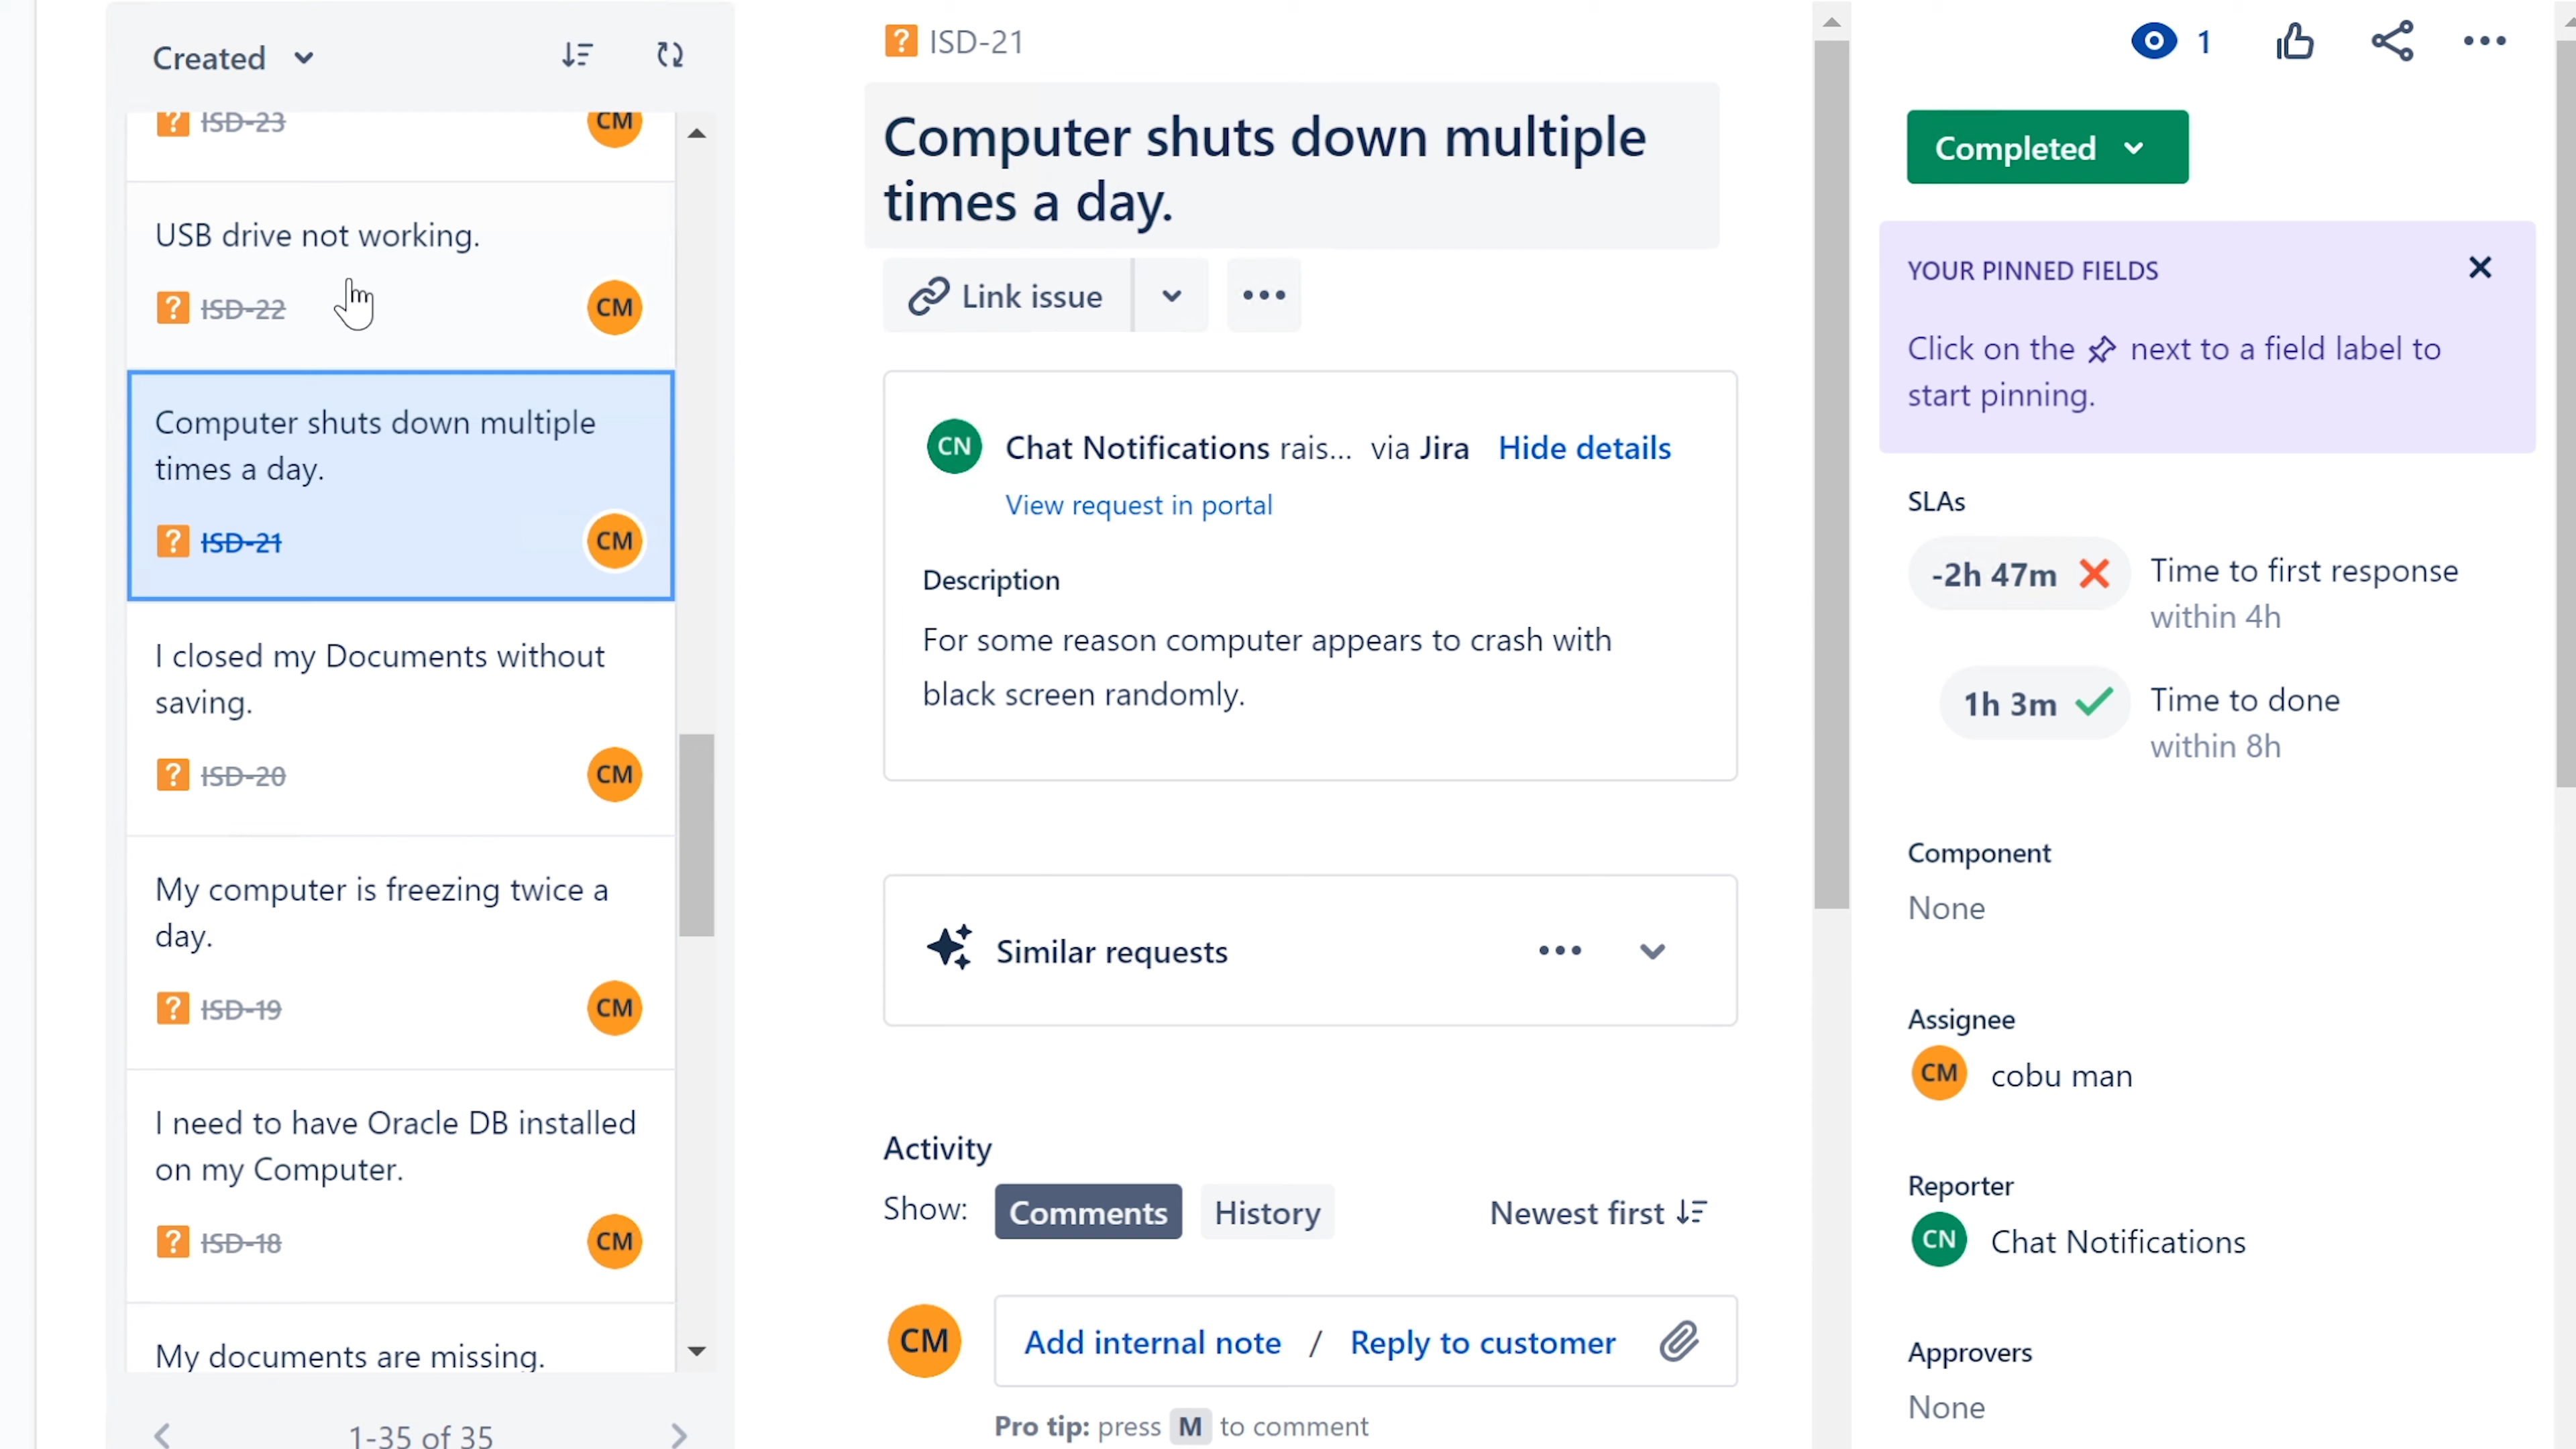 Created
ISD-23
CM
USB drive not working.
ISD-22
CM
Computer shuts down multiple
times a day.
ISD-21
CM
I closed my Documents without
saving.
ISD-20
CM
My computer is freezing twice a
day.
ISD-19
CM
I need to have Oracle DB installed
on my Computer.
ISD-18
CM
My documents are missing.
1-35 of 35
ISD-21
Computer shuts down multiple
times a day.
Link issue
CN Chat Notifications rais... via Jira Hide details
View request in portal
Description
For some reason computer appears to crash with
black screen randomly.
Similar requests
Activity
Show: Comments History Newest first
CM Add internal note / Reply to customer
Pro tip: press M to comment
1
Completed
YOUR PINNED FIELDS
Click on the next to a field label to
start pinning.
SLAs
-2h 47m Time to first response
within 4h
1h 3m Time to done
within 8h
Component
None
Assignee
CM cobu man
Reporter
CN Chat Notifications
Approvers
None